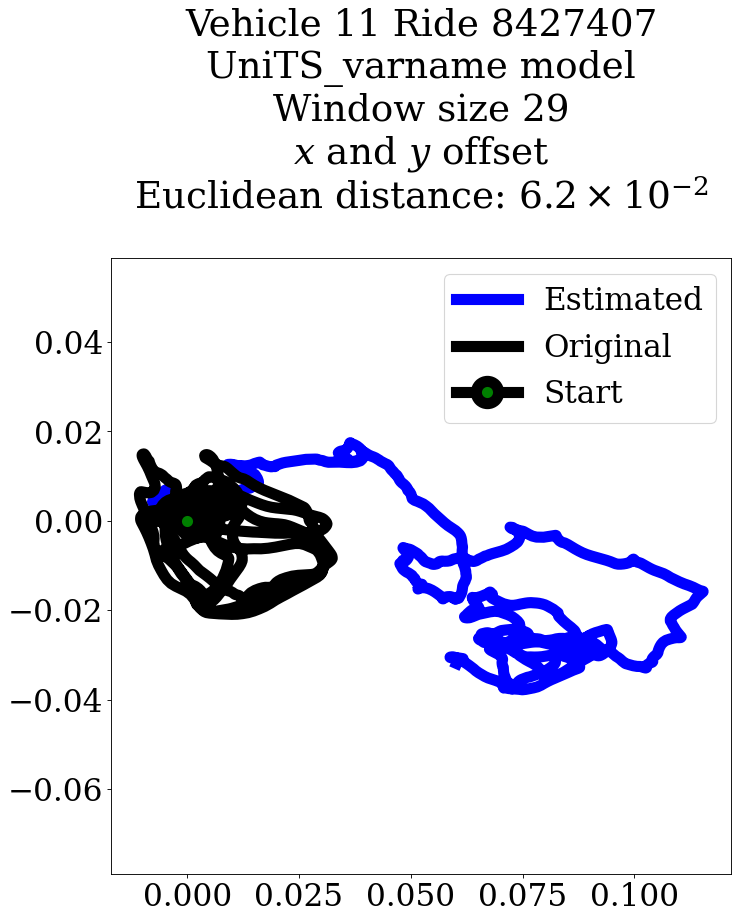 Vehicle 11 Ride 8427407
UniTS_varname model
Window size 29
x and y offset
Euclidean distance: 6.2 × 10⁻²
Estimated
Original
Start
0.04
0.02
0.00
−0.02
−0.04
−0.06
0.000 0.025 0.050 0.075 0.100